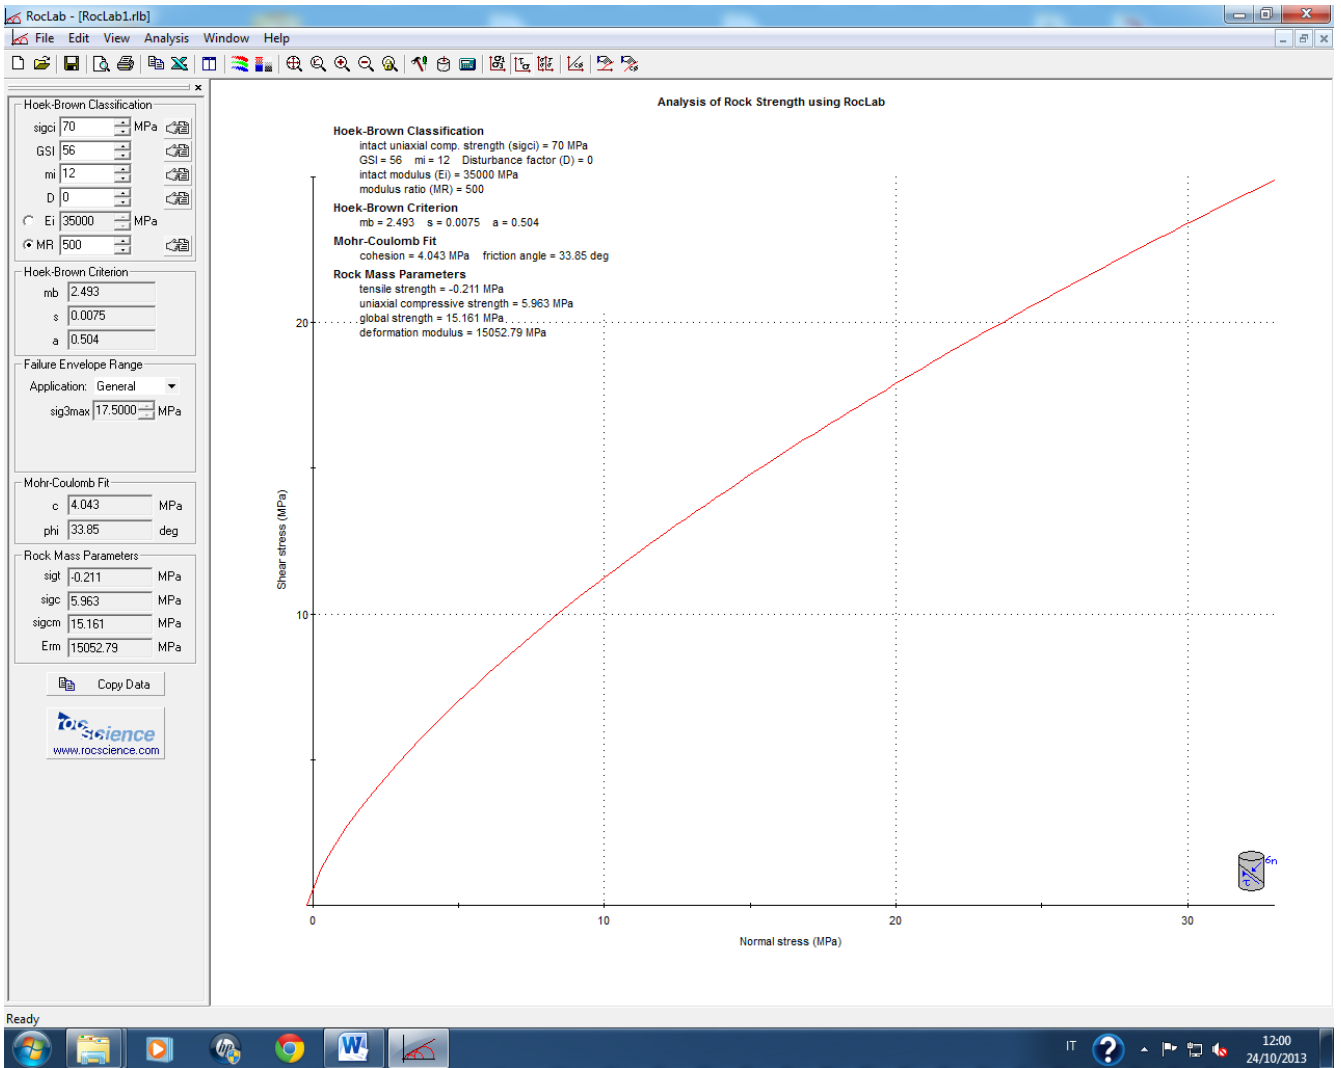 RocLab - [RocLab1.rlb]
File Edit View Analysis Window Help
Hoek-Brown Classification
sigci 70 MPa
GSI 56
mi 12
D 0
Ei 35000 MPa
MR 500
Hoek-Brown Criterion
mb 2.493
s 0.0075
a 0.504
Failure Envelope Range
Application: General
sig3max 17.5000 MPa
Mohr-Coulomb Fit
c 4.043 MPa
phi 33.85 deg
Rock Mass Parameters
sigt -0.211 MPa
sigc 5.963 MPa
sigcm 15.161 MPa
Erm 15052.79 MPa
Copy Data
rocscience
www.rocscience.com
Analysis of Rock Strength using RocLab
Hoek-Brown Classification
intact uniaxial comp. strength (sigci) = 70 MPa
GSI = 56 mi = 12 Disturbance factor (D) = 0
intact modulus (Ei) = 35000 MPa
modulus ratio (MR) = 500
Hoek-Brown Criterion
mb = 2.493 s = 0.0075 a = 0.504
Mohr-Coulomb Fit
cohesion = 4.043 MPa friction angle = 33.85 deg
Rock Mass Parameters
tensile strength = -0.211 MPa
uniaxial compressive strength = 5.963 MPa
global strength = 15.161 MPa
deformation modulus = 15052.79 MPa
20
10
Shear stress (MPa)
0 10 20 30
Normal stress (MPa)
σn
τ
Ready
hp
W
IT
12:00
24/10/2013